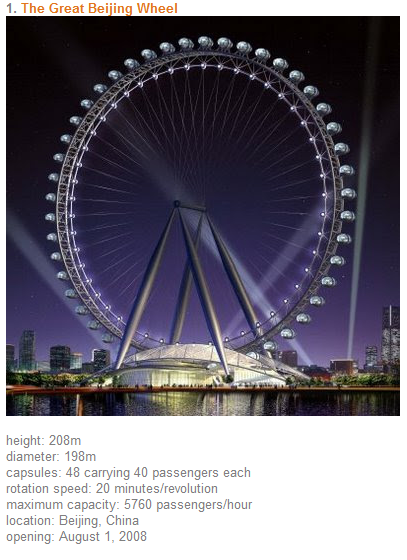 1. The Great Beijing Wheel
height: 208m
diameter: 198m
capsules: 48 carrying 40 passengers each
rotation speed: 20 minutes/revolution
maximum capacity: 5760 passengers/hour
location: Beijing, China
opening: August 1, 2008